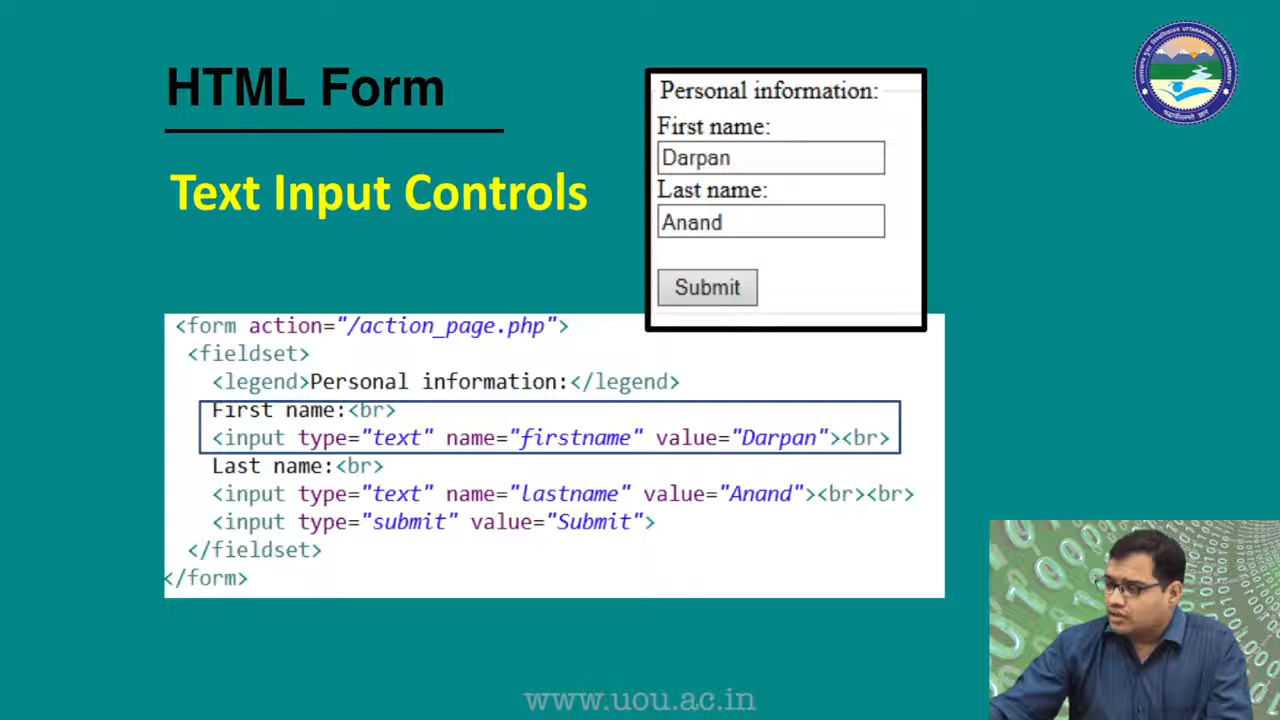 HTML Form
Text Input Controls
Personal information:
First name:
Darpan
Last name:
Anand
Submit
<form action="/action_page.php">
<fieldset>
<legend>Personal information:</legend>
First name:<br>
<input type="text" name="firstname" value="Darpan"><br>
Last name:<br>
<input type="text" name="lastname" value="Anand"><br><br>
<input type="submit" value="Submit">
</fieldset>
</form>
UTTARAKHAND OPEN UNIVERSITY
www.uou.ac.in